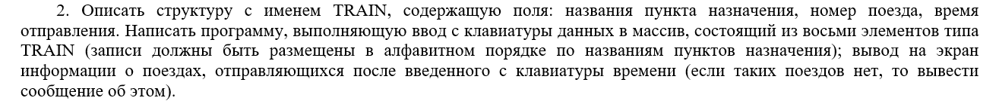 2. Описать структуру с именем TRAIN, содержащую поля: названия пункта назначения, номер поезда, время
отправления. Написать программу, выполняющую ввод с клавиатуры данных в массив, состоящий из восьми элементов типа
TRAIN (записи должны быть размещены в алфавитном порядке по названиям пунктов назначения); вывод на экран
информации о поездах, отправляющихся после введенного с клавиатуры времени (если таких поездов нет, то вывести
сообщение об этом).